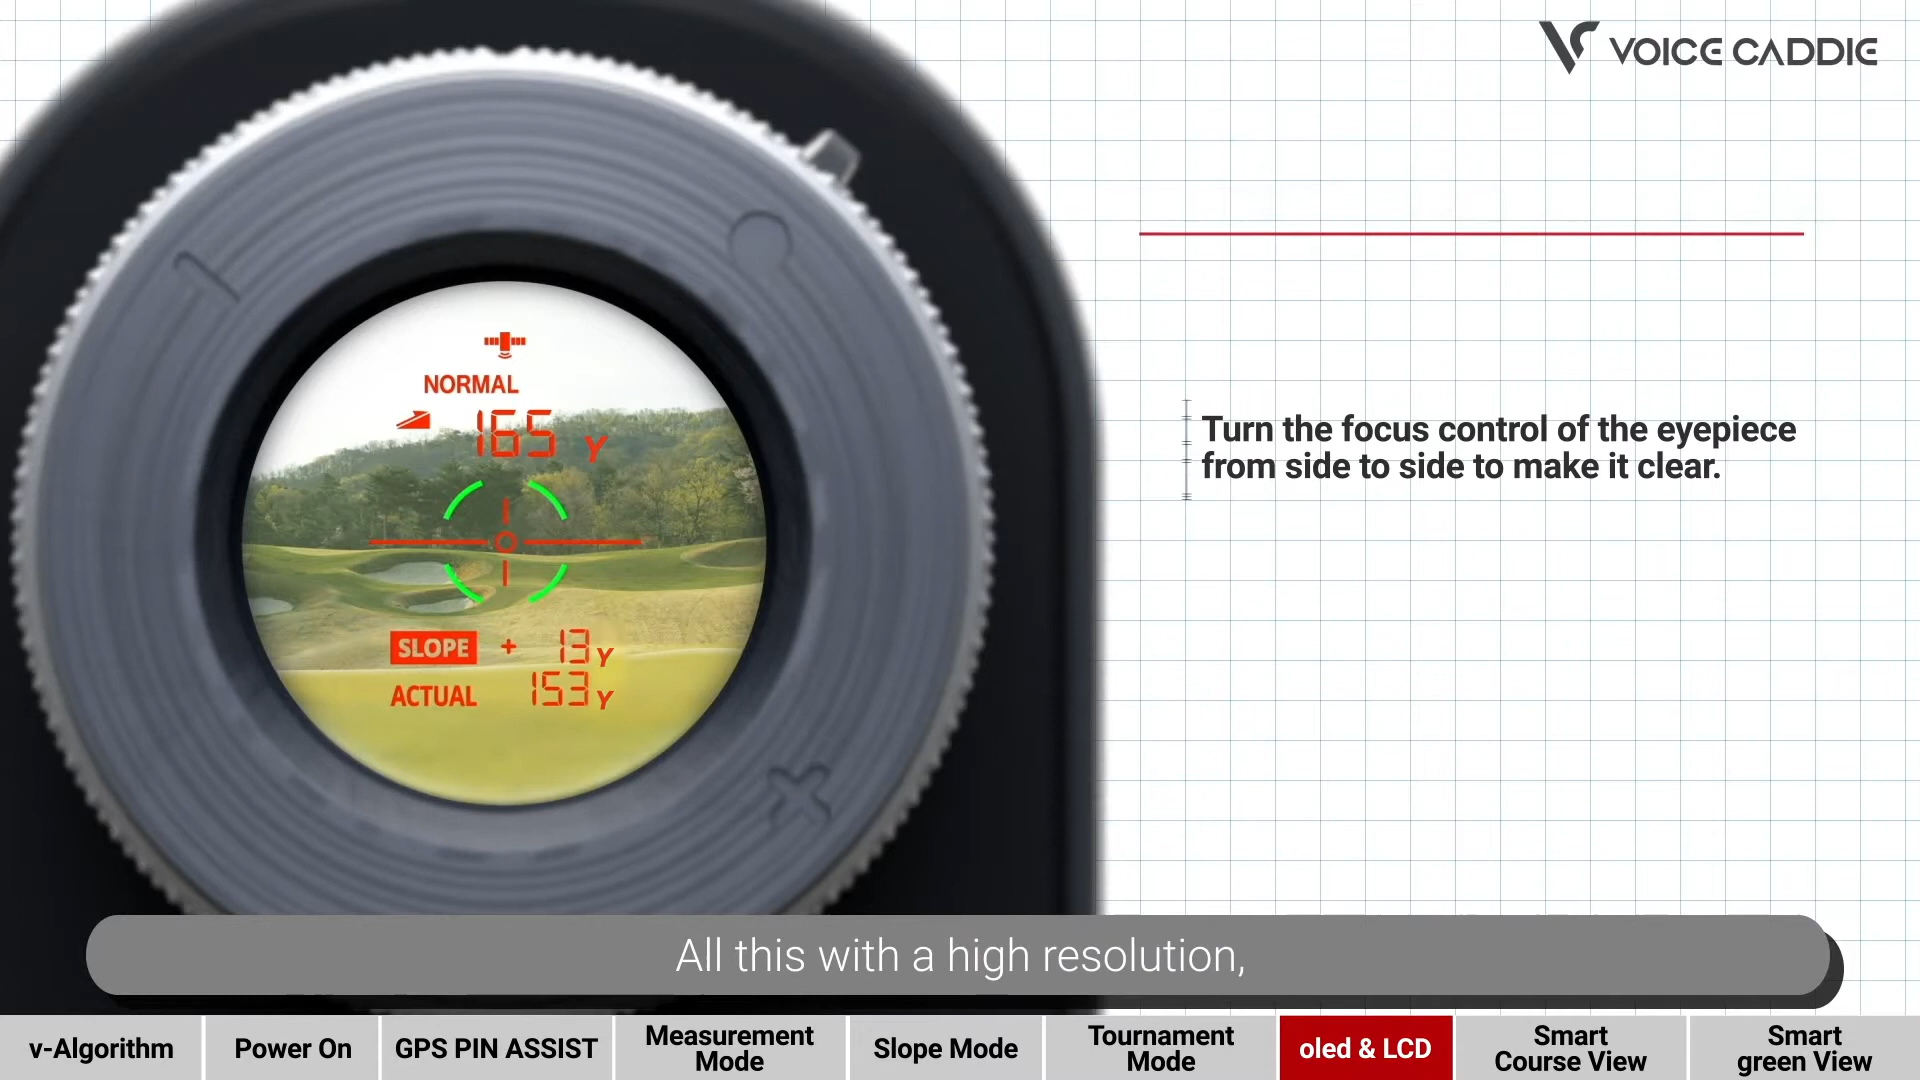 VOICE CADDIE
NORMAL
165 Y
SLOPE + 13 Y
ACTUAL 153 Y
Turn the focus control of the eyepiece
from side to side to make it clear.
All this with a high resolution,
v-Algorithm
Power On
GPS PIN ASSIST
Measurement
Mode
Slope Mode
Tournament
Mode
oled & LCD
Smart
Course View
Smart
green View